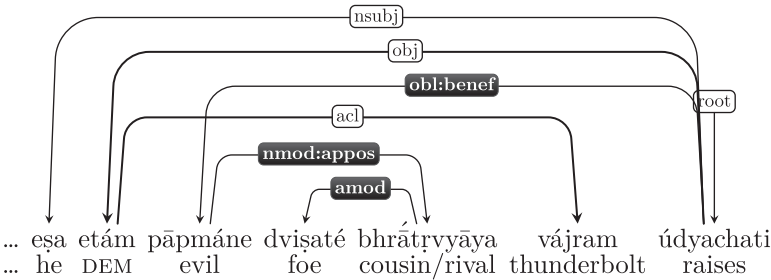 nsubj
obj
obl:benef
root
acl
nmod:appos
amod
... eṣa etám pāpmáne dviṣaté bhrā́tṛvyāya vájram údyachati
... he DEM evil foe cousin/rival thunderbolt raises